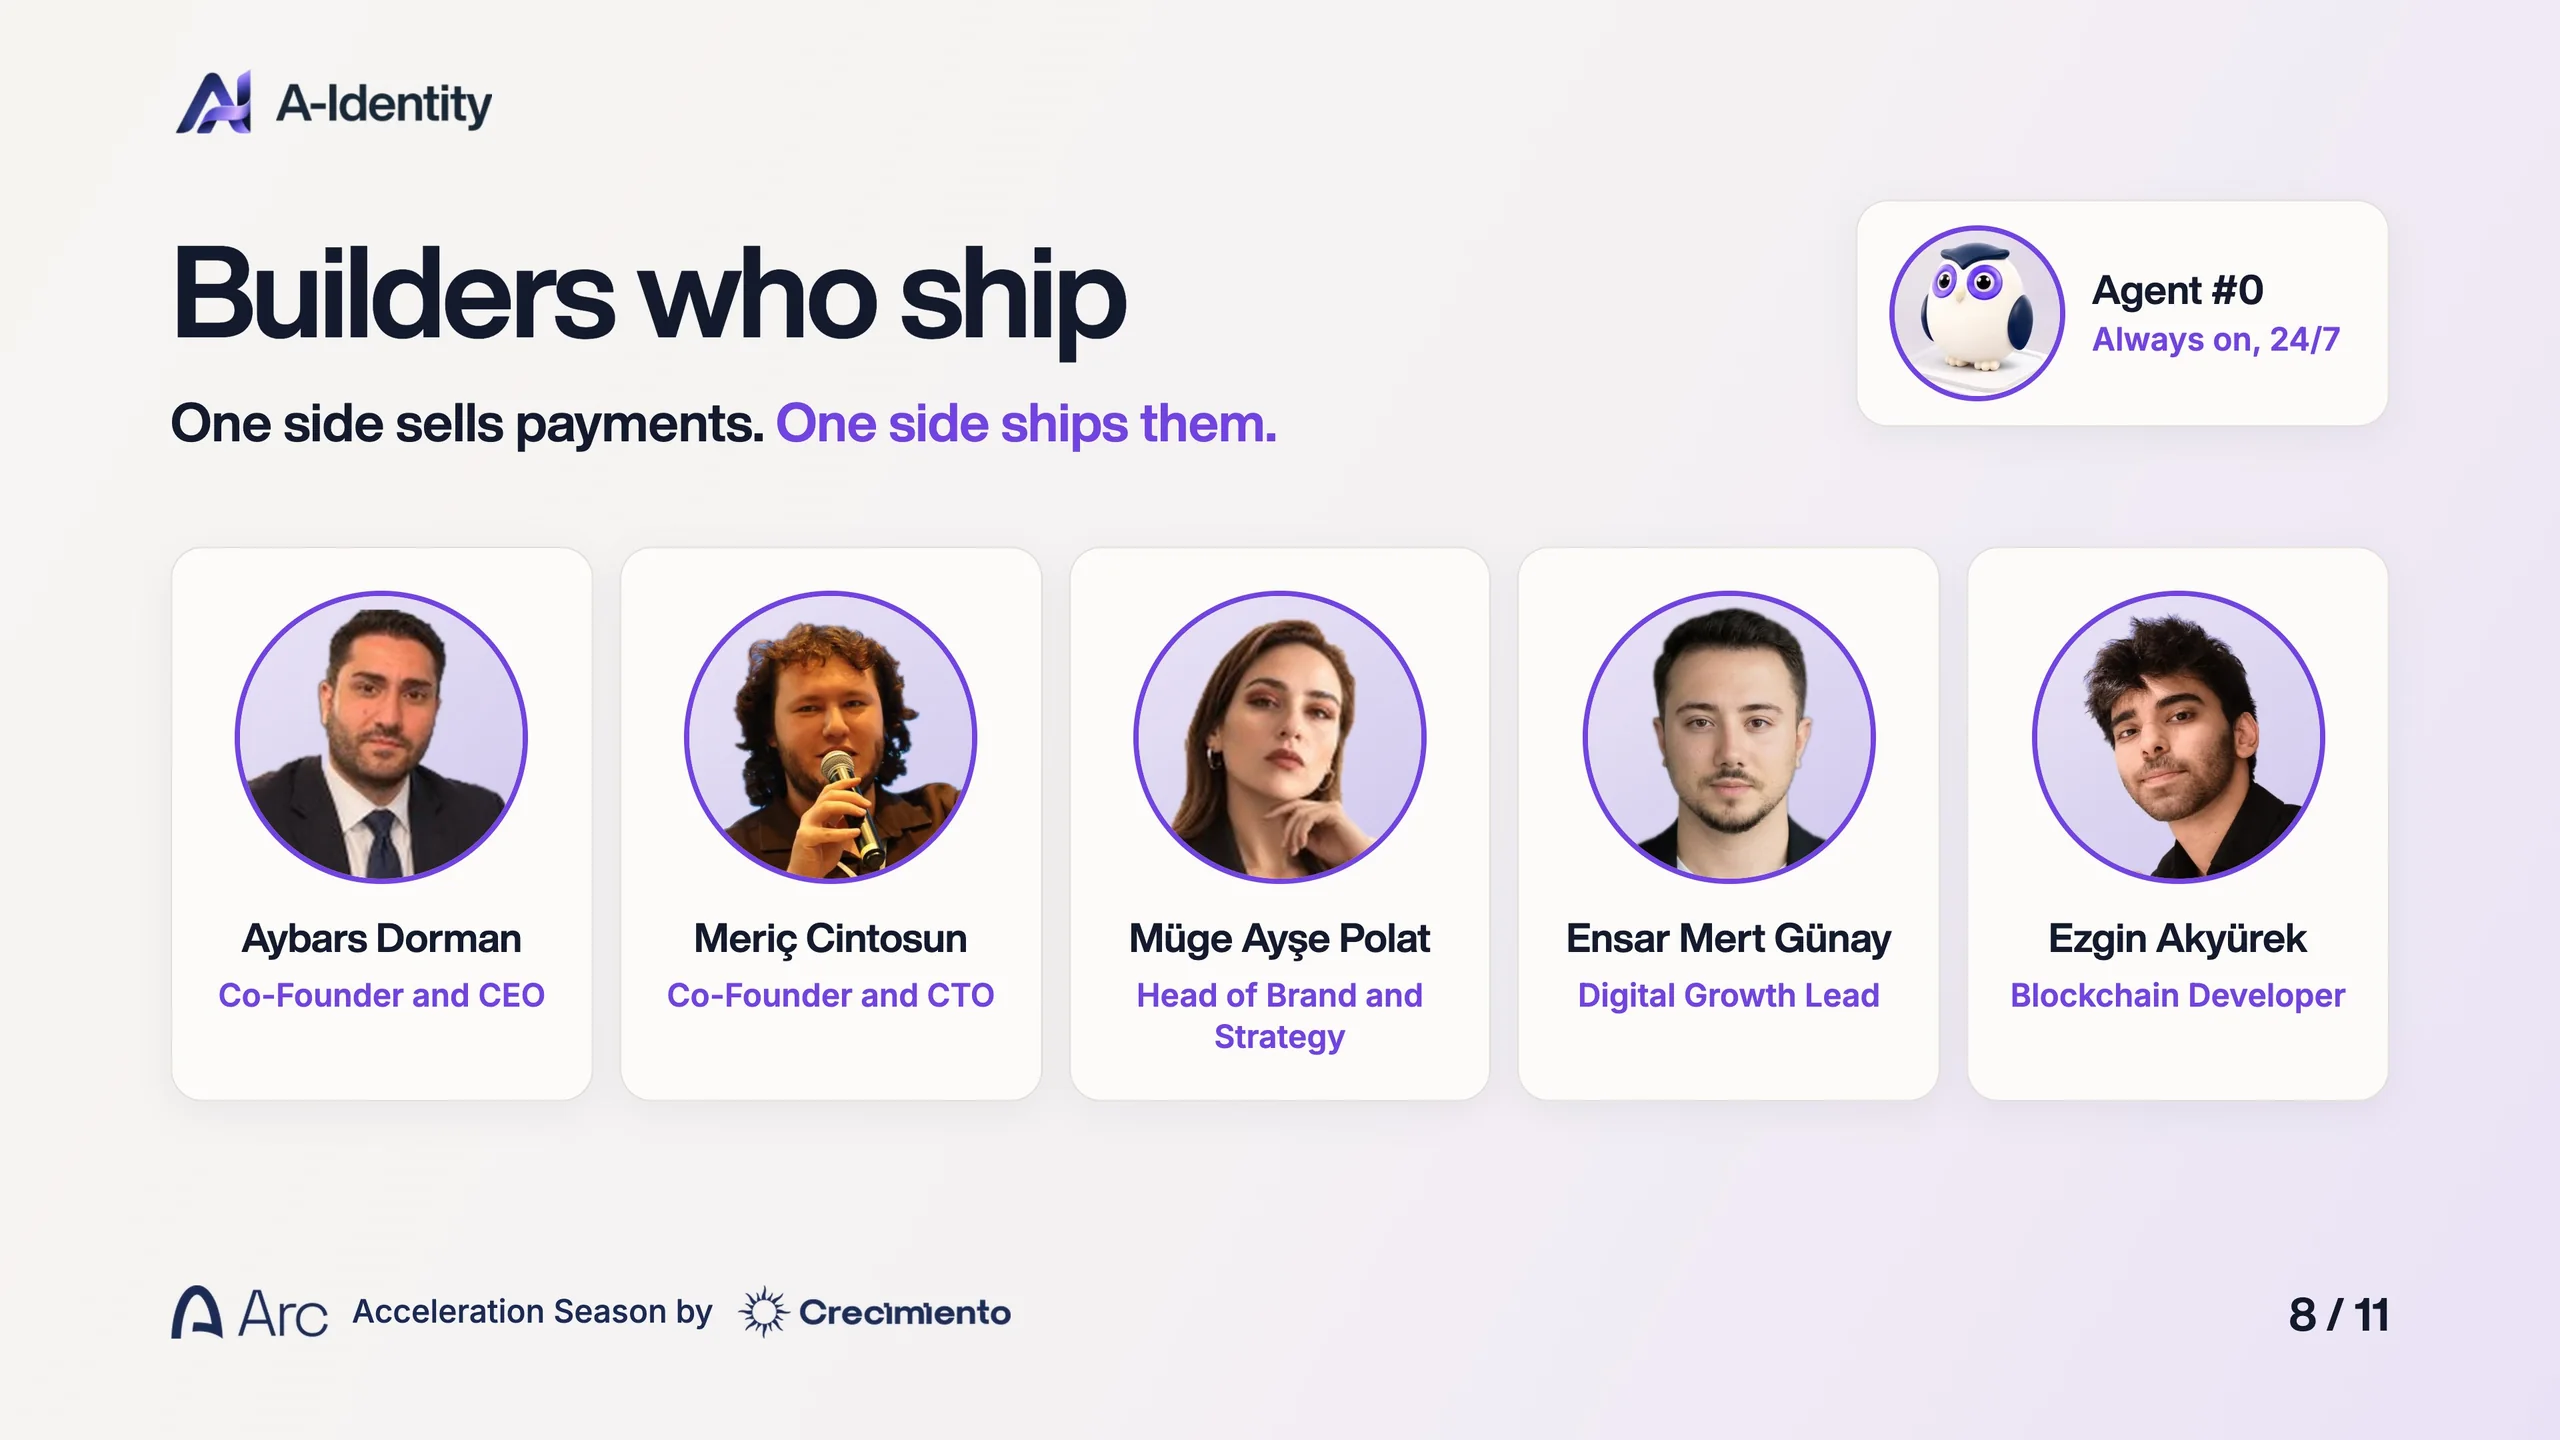 A-Identity
Builders who ship
One side sells payments. One side ships them.
Agent #0
Always on, 24/7
Aybars Dorman
Co-Founder and CEO
Meriç Cintosun
Co-Founder and CTO
Müge Ayşe Polat
Head of Brand and
Strategy
Ensar Mert Günay
Digital Growth Lead
Ezgin Akyürek
Blockchain Developer
Arc Acceleration Season by Crecimiento
8 / 11